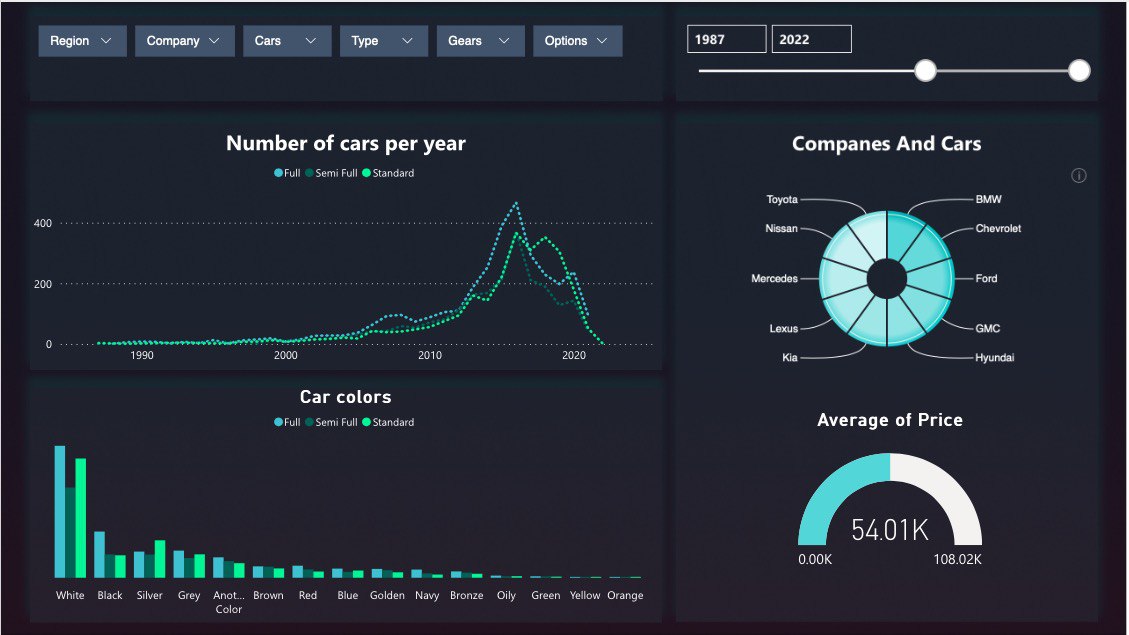 Region Company Cars Type Gears Options
1987 2022
Number of cars per year
Full Semi Full Standard
400
200
0
1990 2000 2010 2020
Companes And Cars
Toyota BMW
Nissan Chevrolet
Mercedes Ford
Lexus GMC
Kia Hyundai
Car colors
Full Semi Full Standard
White Black Silver Grey Anot... Brown Red Blue Golden Navy Bronze Oily Green Yellow Orange
Color
Average of Price
54.01K
0.00K 108.02K